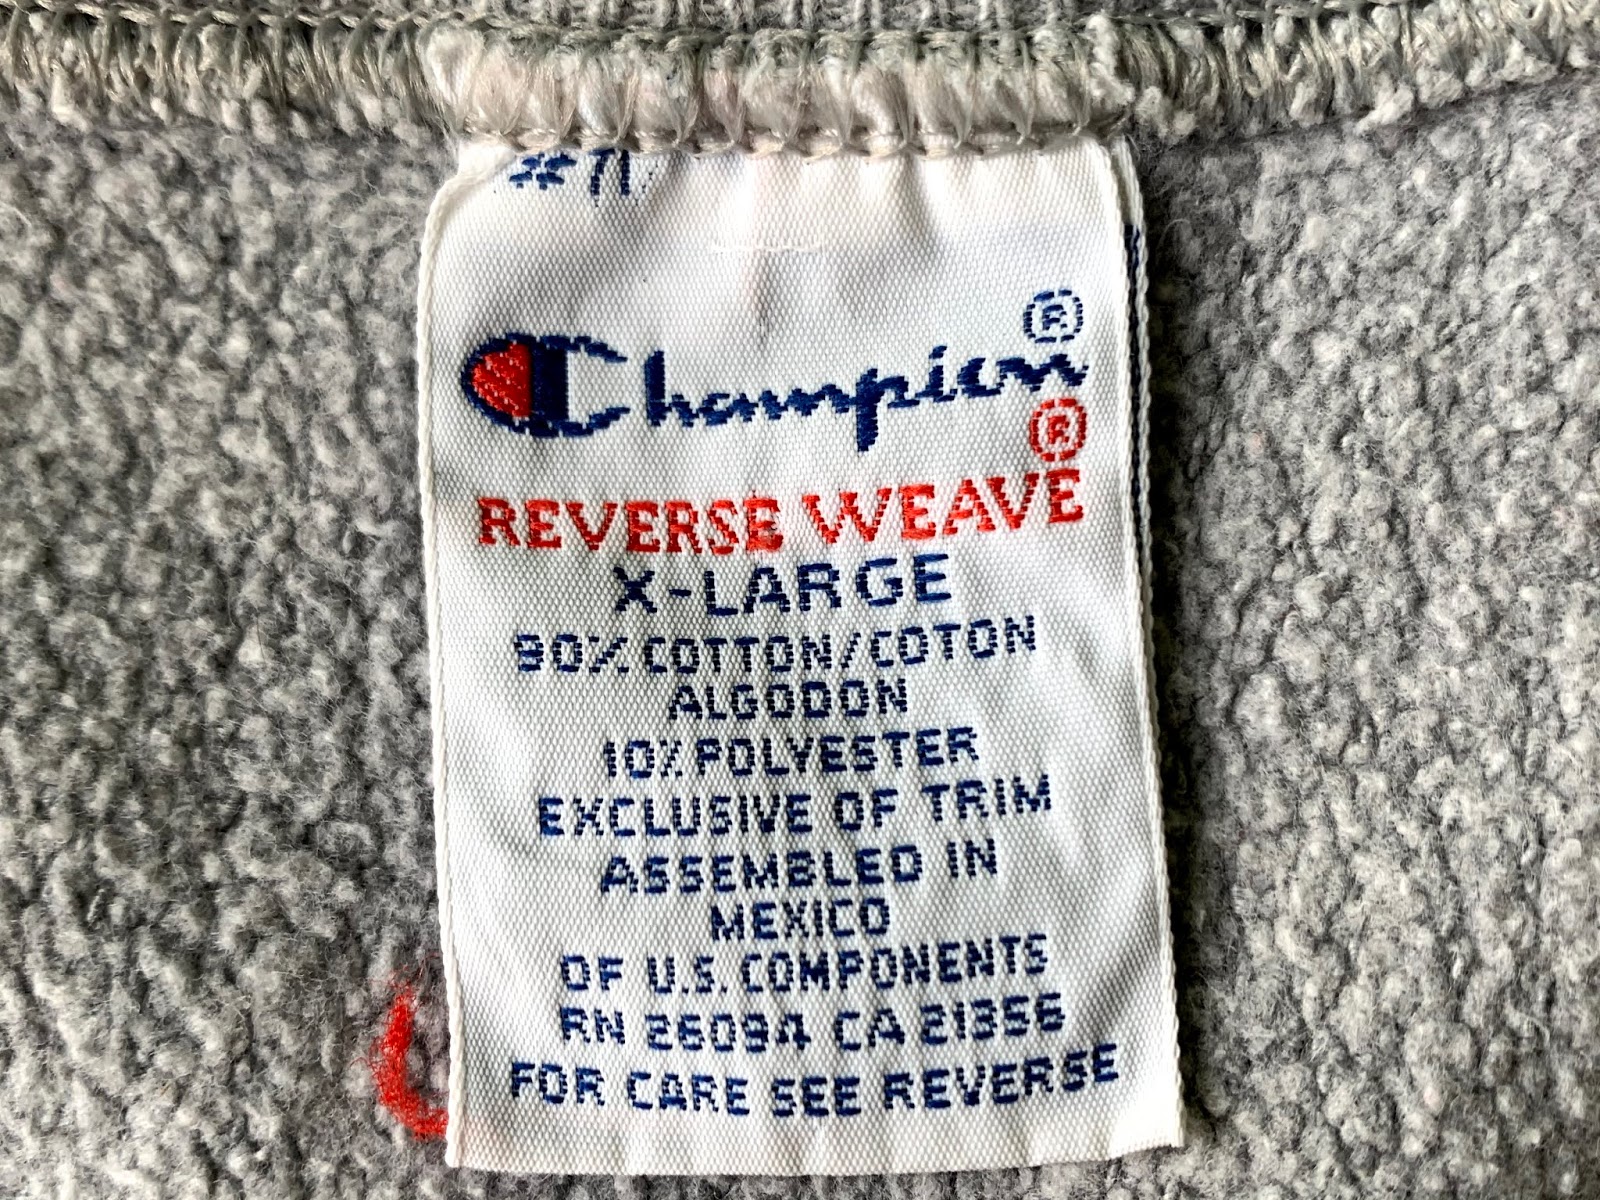 #71
Champion®
®
REVERSE WEAVE
X-LARGE
90% COTTON/COTON
ALGODON
10% POLYESTER
EXCLUSIVE OF TRIM
ASSEMBLED IN
MEXICO
OF U.S. COMPONENTS
RN 26094 CA 21356
FOR CARE SEE REVERSE